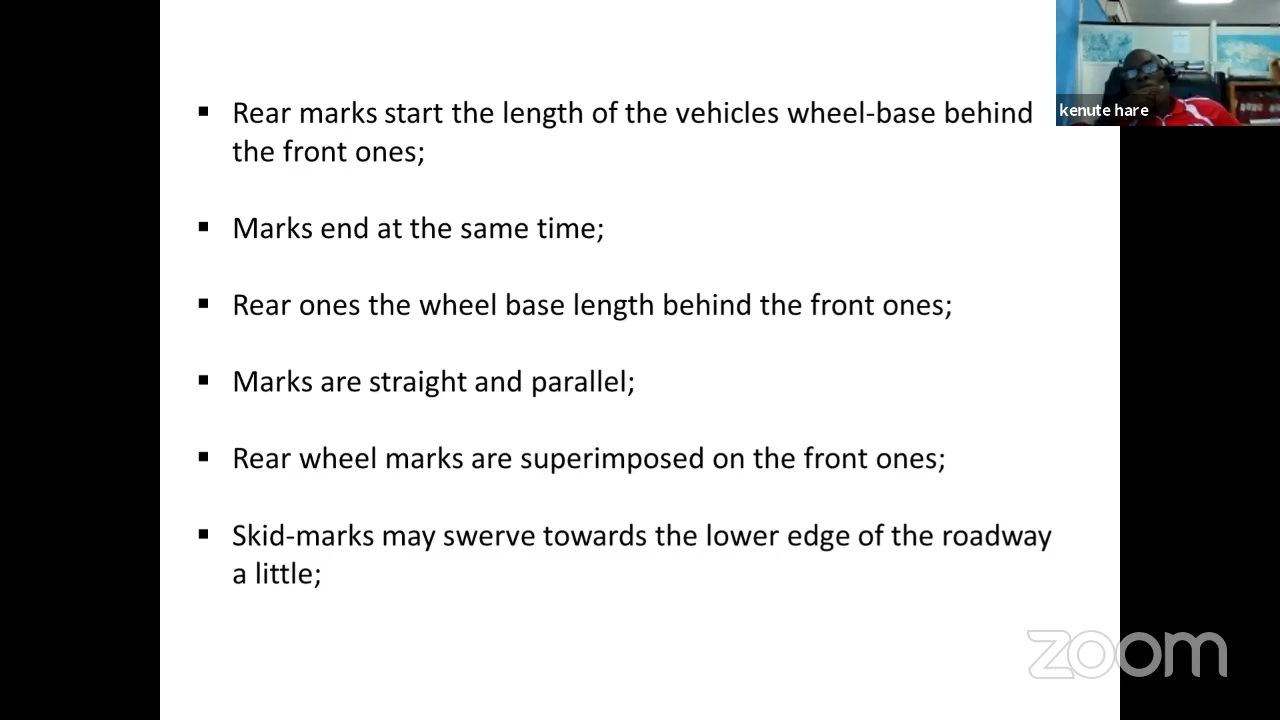 ▪ Rear marks start the length of the vehicles wheel-base behind
the front ones;
▪ Marks end at the same time;
▪ Rear ones the wheel base length behind the front ones;
▪ Marks are straight and parallel;
▪ Rear wheel marks are superimposed on the front ones;
▪ Skid-marks may swerve towards the lower edge of the roadway
a little;
kenute hare
zoom